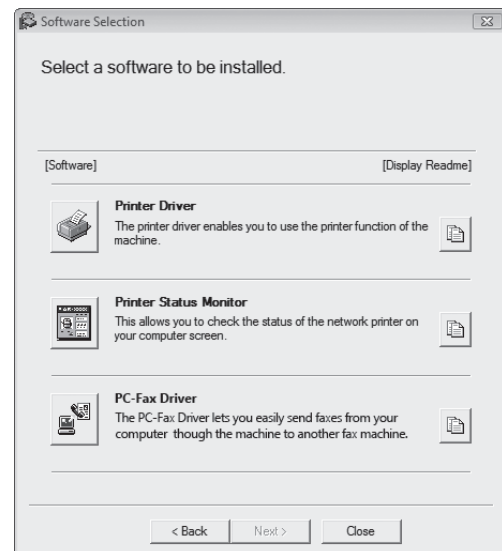 Software Selection
Select a software to be installed.
[Software] [Display Readme]
Printer Driver
The printer driver enables you to use the printer function of the
machine.
Printer Status Monitor
This allows you to check the status of the network printer on
your computer screen.
PC-Fax Driver
The PC-Fax Driver lets you easily send faxes from your
computer though the machine to another fax machine.
< Back Next > Close